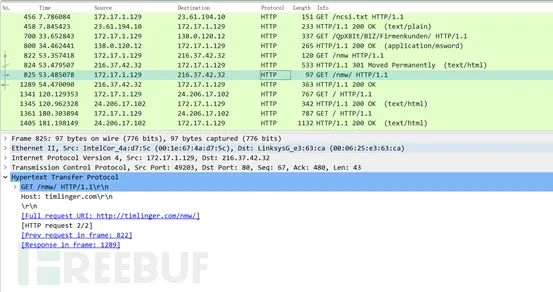 No. Time Source Destination Protocol Length Info
456 7.786084 172.17.1.129 23.61.194.10 HTTP 151 GET /ncsi.txt HTTP/1.1
458 7.845423 23.61.194.10 172.17.1.129 HTTP 233 HTTP/1.1 200 OK (text/plain)
700 33.652843 172.17.1.129 138.0.120.12 HTTP 337 GET /QpX8It/BIZ/Firmenkunden/ HTTP/1.1
800 34.462441 138.0.120.12 172.17.1.129 HTTP 265 HTTP/1.1 200 OK (application/msword)
822 53.357414 172.17.1.129 216.37.42.32 HTTP 120 GET /nmw HTTP/1.1
824 53.479507 216.37.42.32 172.17.1.129 HTTP 533 HTTP/1.1 301 Moved Permanently (text/html)
825 53.485078 172.17.1.129 216.37.42.32 HTTP 97 GET /nmw/ HTTP/1.1
1289 54.470090 216.37.42.32 172.17.1.129 HTTP 363 HTTP/1.1 200 OK
1341 120.129353 172.17.1.129 24.206.17.102 HTTP 767 GET / HTTP/1.1
1345 120.962328 24.206.17.102 172.17.1.129 HTTP 342 HTTP/1.1 200 OK (text/html)
1361 180.303894 172.17.1.129 24.206.17.102 HTTP 787 GET / HTTP/1.1
1405 181.198149 24.206.17.102 172.17.1.129 HTTP 1132 HTTP/1.1 200 OK (text/html)
Frame 825: 97 bytes on wire (776 bits), 97 bytes captured (776 bits)
Ethernet II, Src: IntelCor_4a:d7:5c (00:1e:67:4a:d7:5c), Dst: LinksysG_e3:63:ca (00:06:25:e3:63:ca)
Internet Protocol Version 4, Src: 172.17.1.129, Dst: 216.37.42.32
Transmission Control Protocol, Src Port: 49203, Dst Port: 80, Seq: 67, Ack: 480, Len: 43
Hypertext Transfer Protocol
GET /nmw/ HTTP/1.1\r\n
Host: timlinger.com\r\n
\r\n
[Full request URI: http://timlinger.com/nmw/]
[HTTP request 2/2]
[Prev request in frame: 822]
[Response in frame: 1289]
FREEBUF